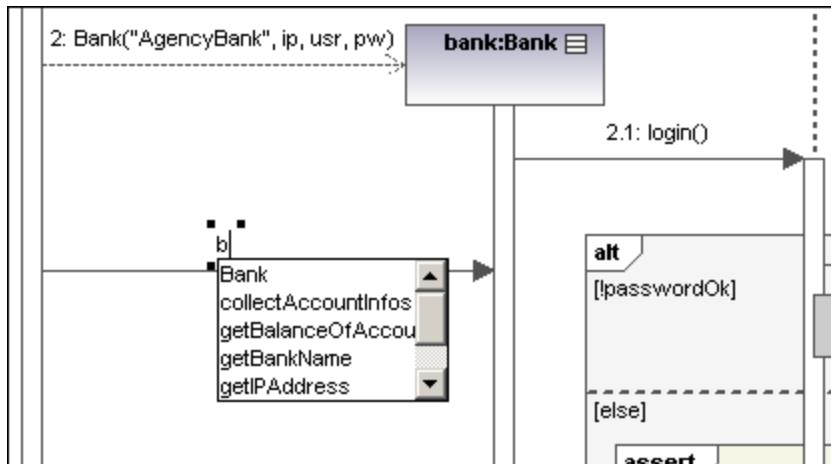 2: Bank("AgencyBank", ip, usr, pw)
bank:Bank
2.1: login()
b
Bank
collectAccountInfos
getBalanceOfAccou
getBankName
getIPAddress
alt
[!passwordOk]
[else]
assert